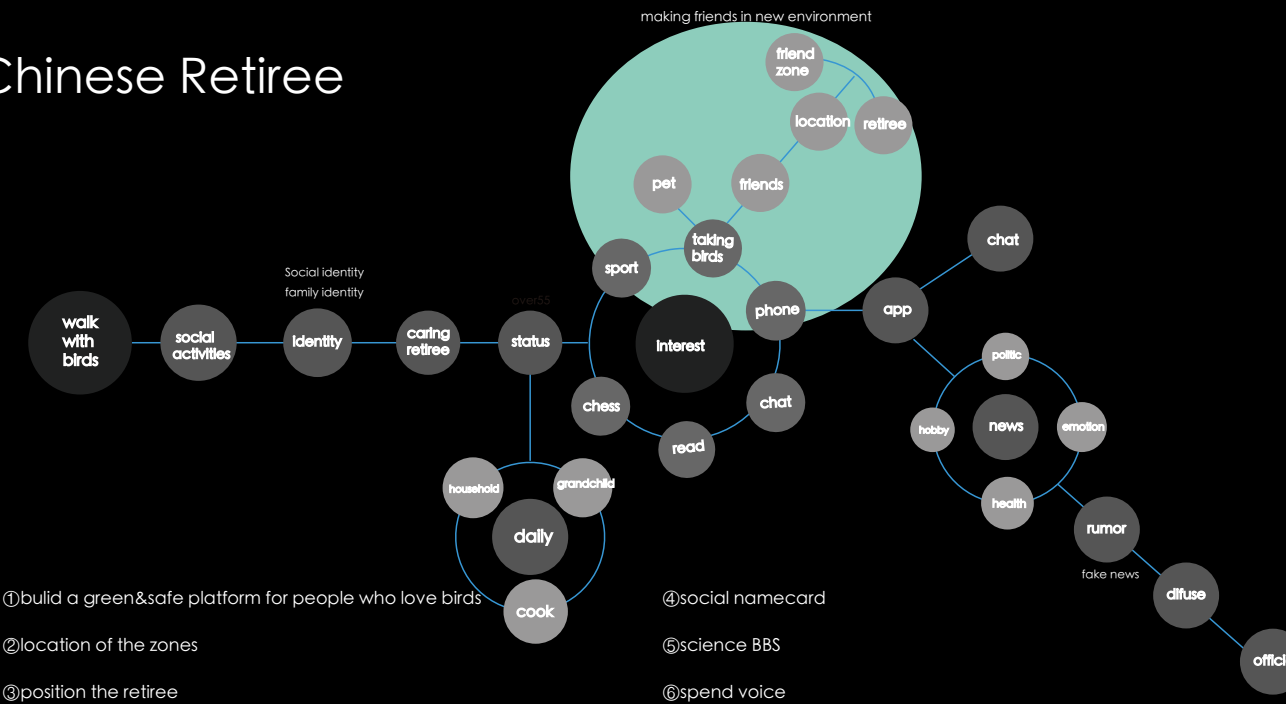 making friends in new environment
Chinese Retiree
friend
zone
location
retiree
pet
friends
taking
birds
sport
phone
app
chat
Social identity
family identity
over55
walk
with
birds
social
activities
identity
caring
retiree
status
interest
chess
read
chat
politic
hobby
news
emotion
health
household
grandchild
daily
cook
rumor
fake news
difuse
①bulid a green&safe platform for people who love birds
②location of the zones
③position the retiree
④social namecard
⑤science BBS
⑥spend voice